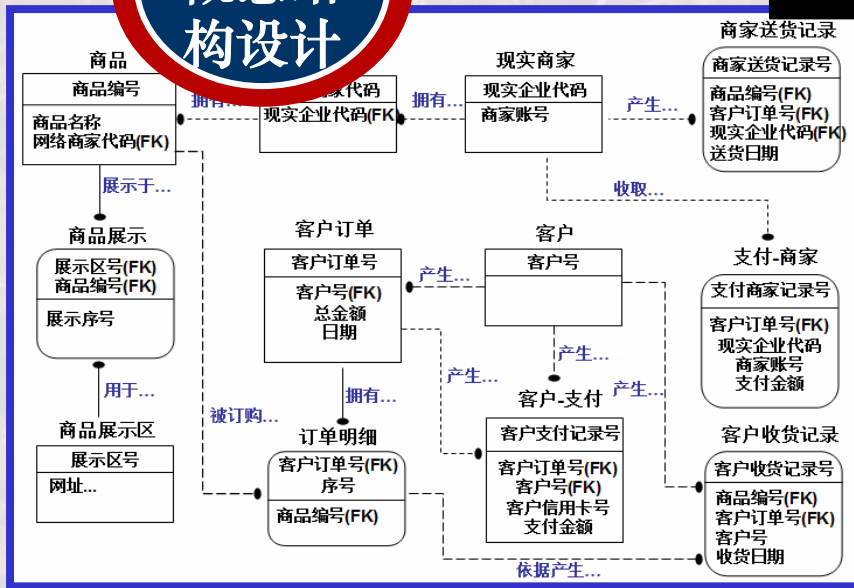 构设计
商品
商品编号
商品名称
网络商家代码(FK)
拥有...
家代码
现实企业代码(FK)
拥有...
现实商家
现实企业代码
商家账号
产生...
商家送货记录
商家送货记录号
商品编号(FK)
客户订单号(FK)
现实企业代码(FK)
送货日期
展示于...
收取...
商品展示
展示区号(FK)
商品编号(FK)
展示序号
客户订单
客户订单号
客户号(FK)
总金额
日期
产生...
客户
客户号
支付-商家
支付商家记录号
客户订单号(FK)
现实企业代码
商家账号
支付金额
用于...
被订购...
拥有...
产生...
产生...
产生...
商品展示区
展示区号
网址...
订单明细
客户订单号(FK)
序号
商品编号(FK)
客户-支付
客户支付记录号
客户订单号(FK)
客户号(FK)
客户信用卡号
支付金额
客户收货记录
客户收货记录号
商品编号(FK)
客户订单号(FK)
客户号
收货日期
依据产生...